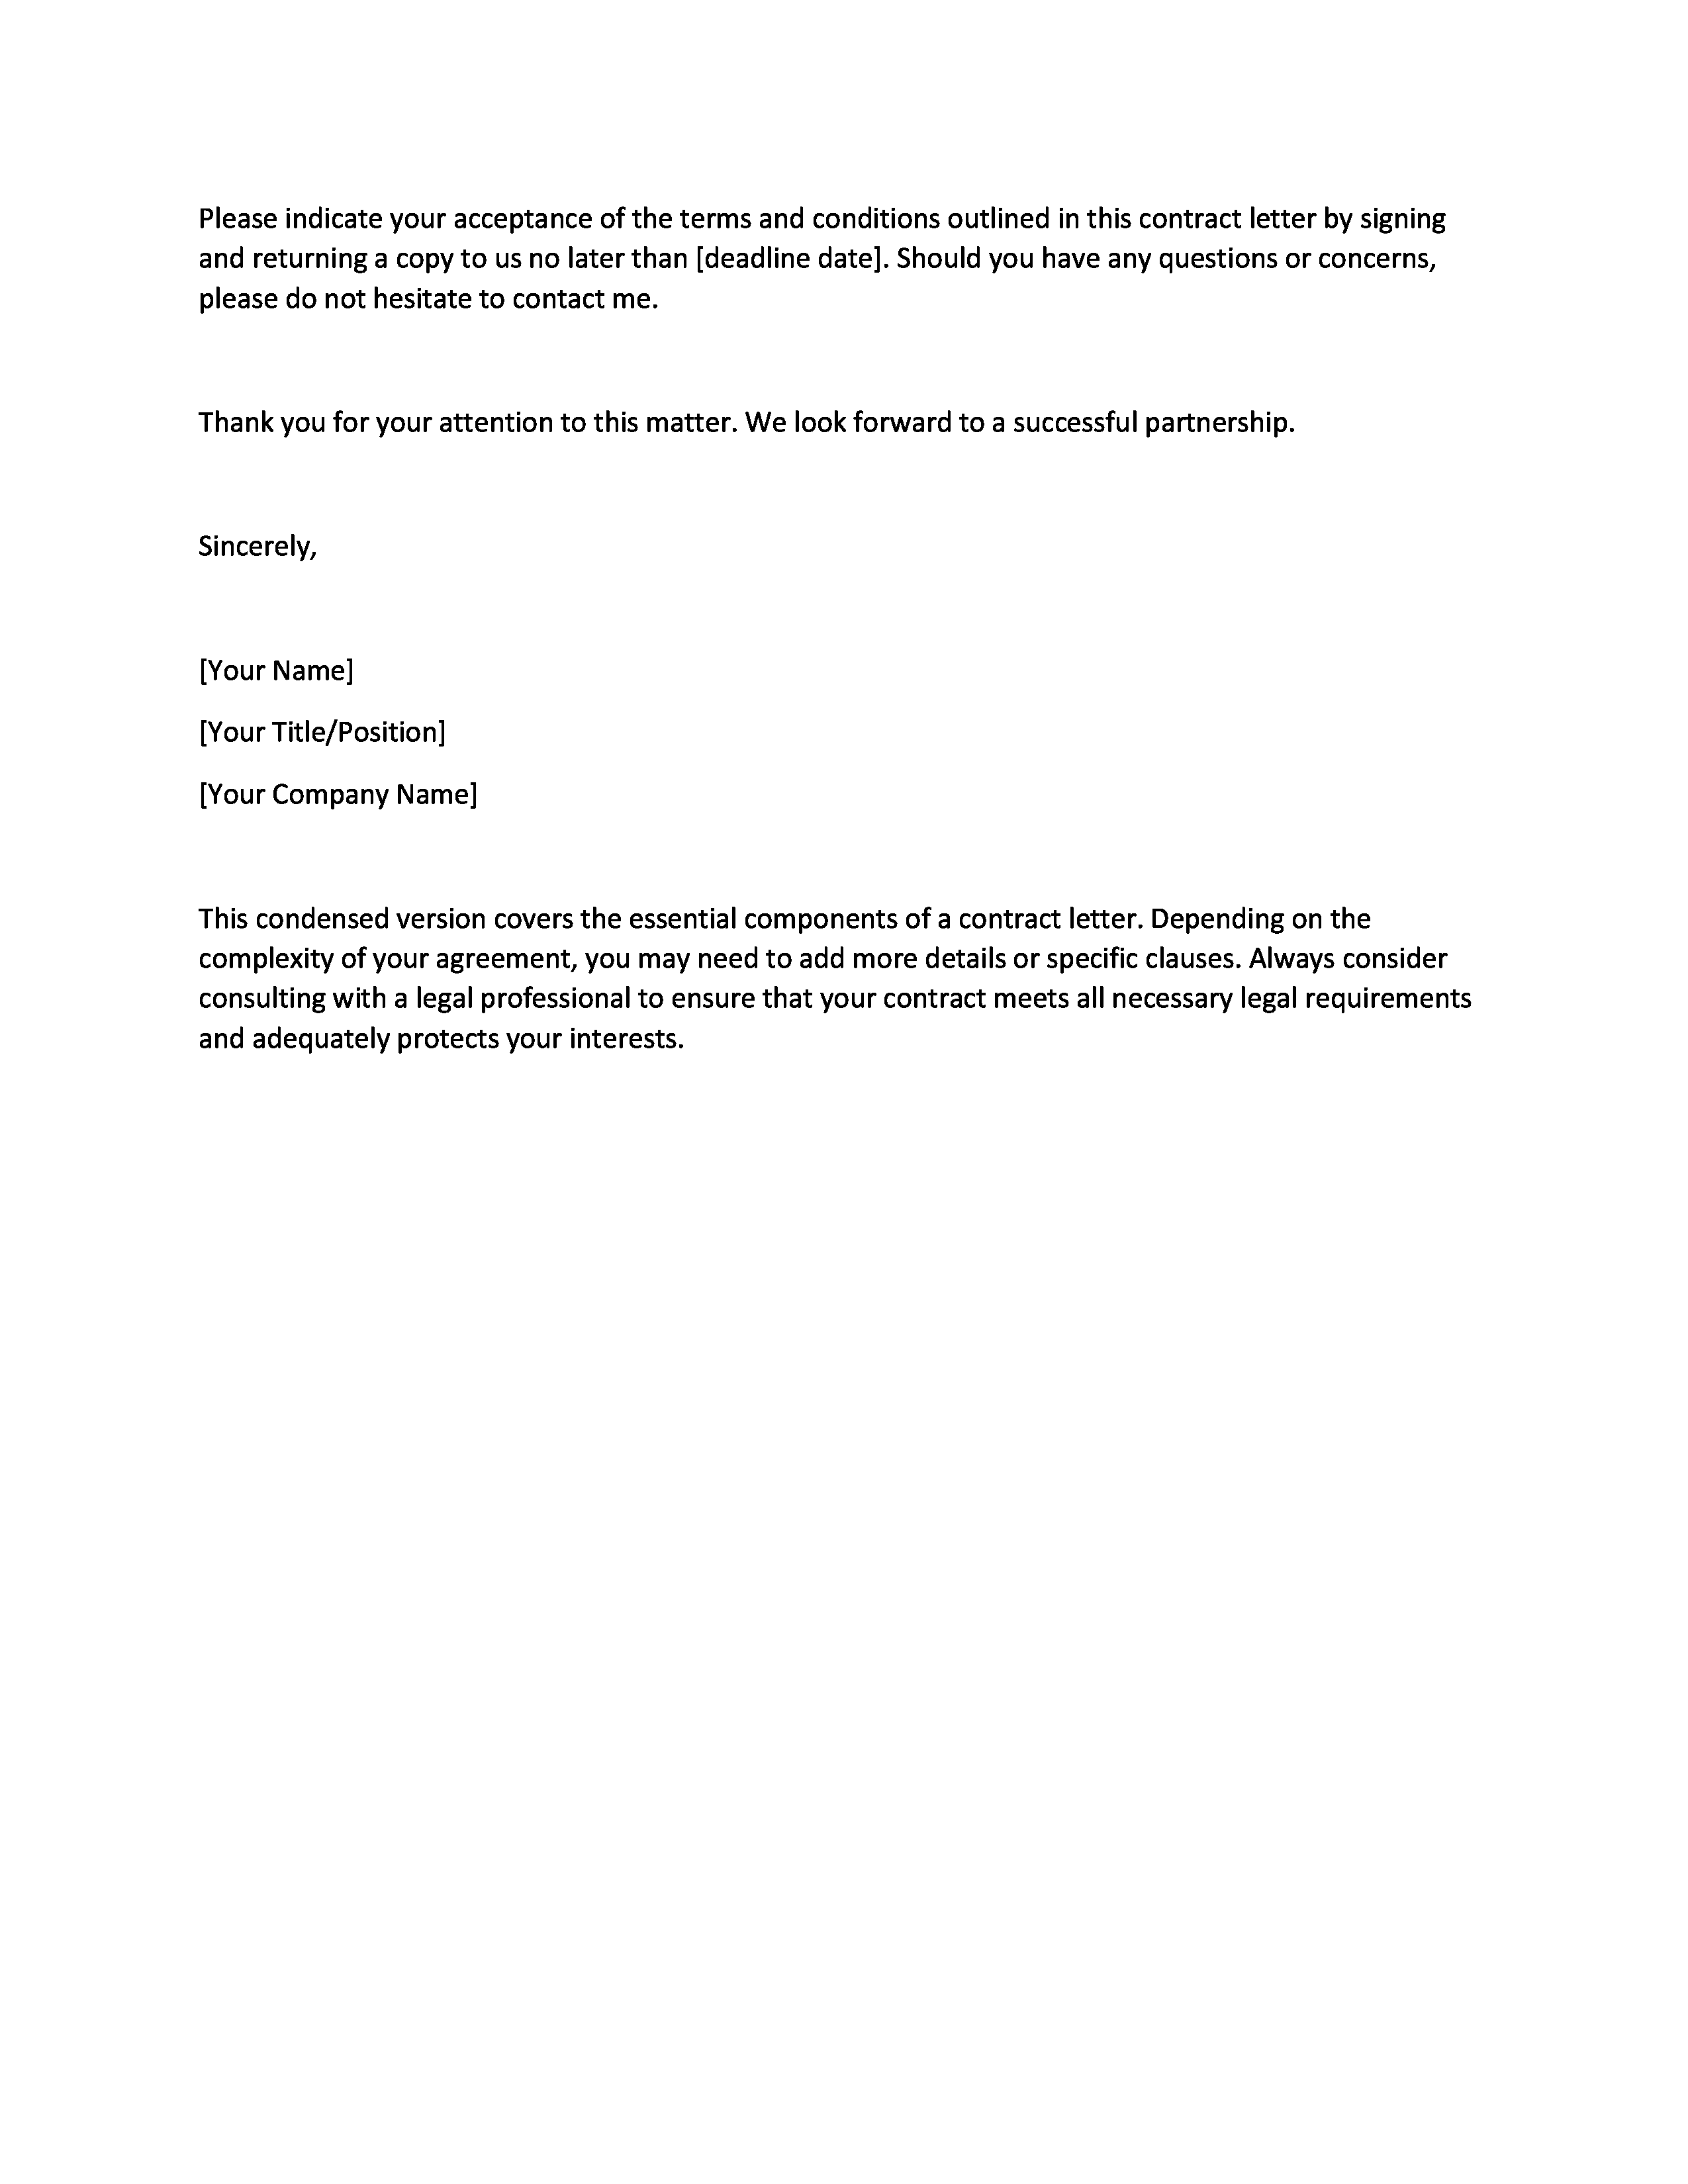 Please indicate your acceptance of the terms and conditions outlined in this contract letter by signing
and returning a copy to us no later than [deadline date]. Should you have any questions or concerns,
please do not hesitate to contact me.
Thank you for your attention to this matter. We look forward to a successful partnership.
Sincerely,
[Your Name]
[Your Title/Position]
[Your Company Name]
This condensed version covers the essential components of a contract letter. Depending on the
complexity of your agreement, you may need to add more details or specific clauses. Always consider
consulting with a legal professional to ensure that your contract meets all necessary legal requirements
and adequately protects your interests.